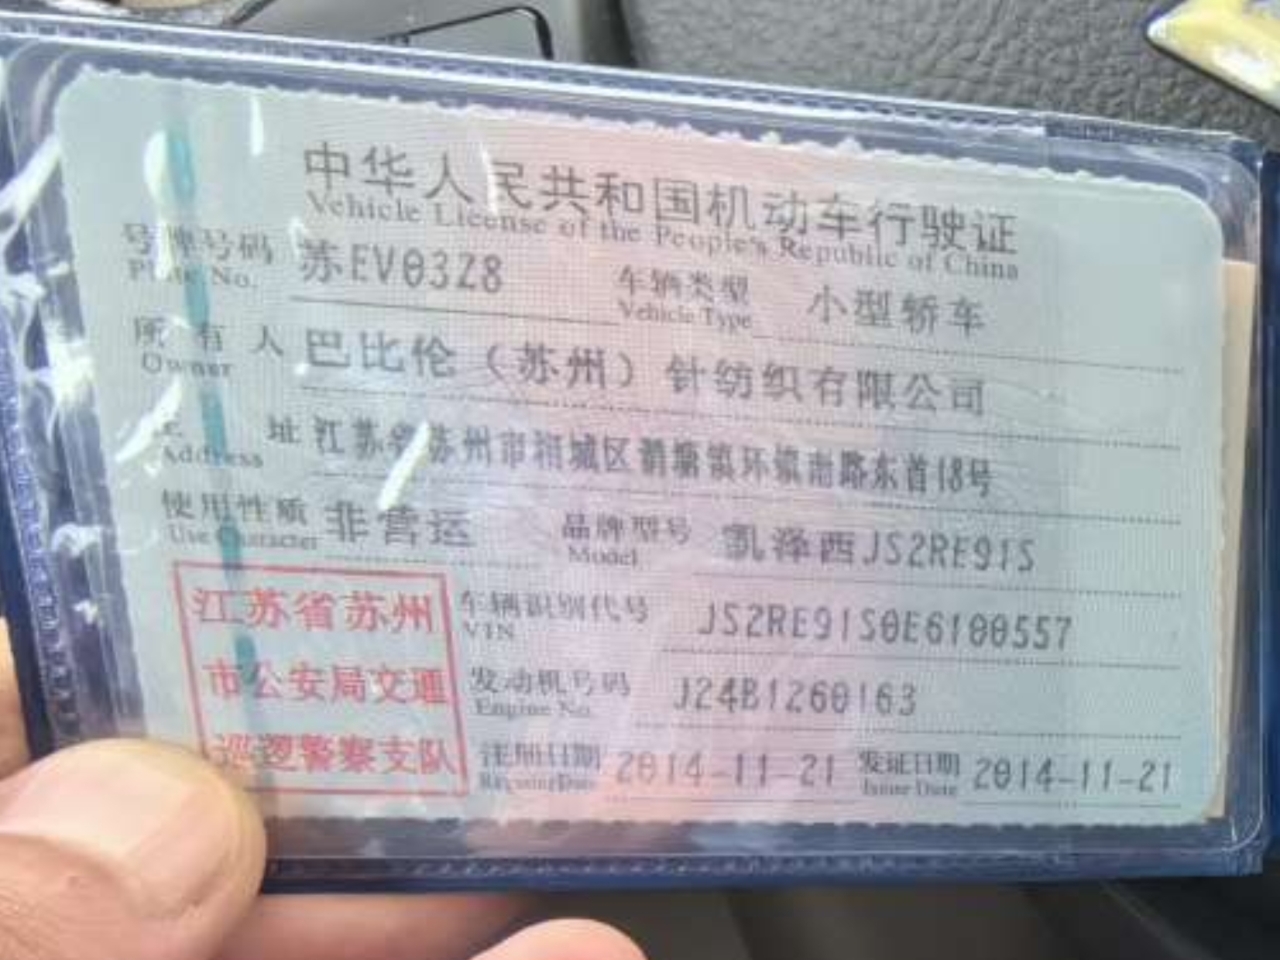 中华人民共和国机动车行驶证
Vehicle License of the People's Republic of China
号牌号码 苏EV03Z8 车辆类型 小型轿车
Plate No. Vehicle Type
所有人 巴比伦（苏州）针纺织有限公司
Owner
址 江苏省苏州市相城区黄埭镇环镇南路东首18号
Address
使用性质 非营运 品牌型号 凯泽西JS2RE91S
Use Character Model
江苏省苏州
市公安局交通
巡逻警察支队
车辆识别代号 JS2RE91S0E6100557
VIN
发动机号码 J24B1260163
Engine No.
注册日期 2014-11-21 发证日期 2014-11-21
Register Date Issue Date